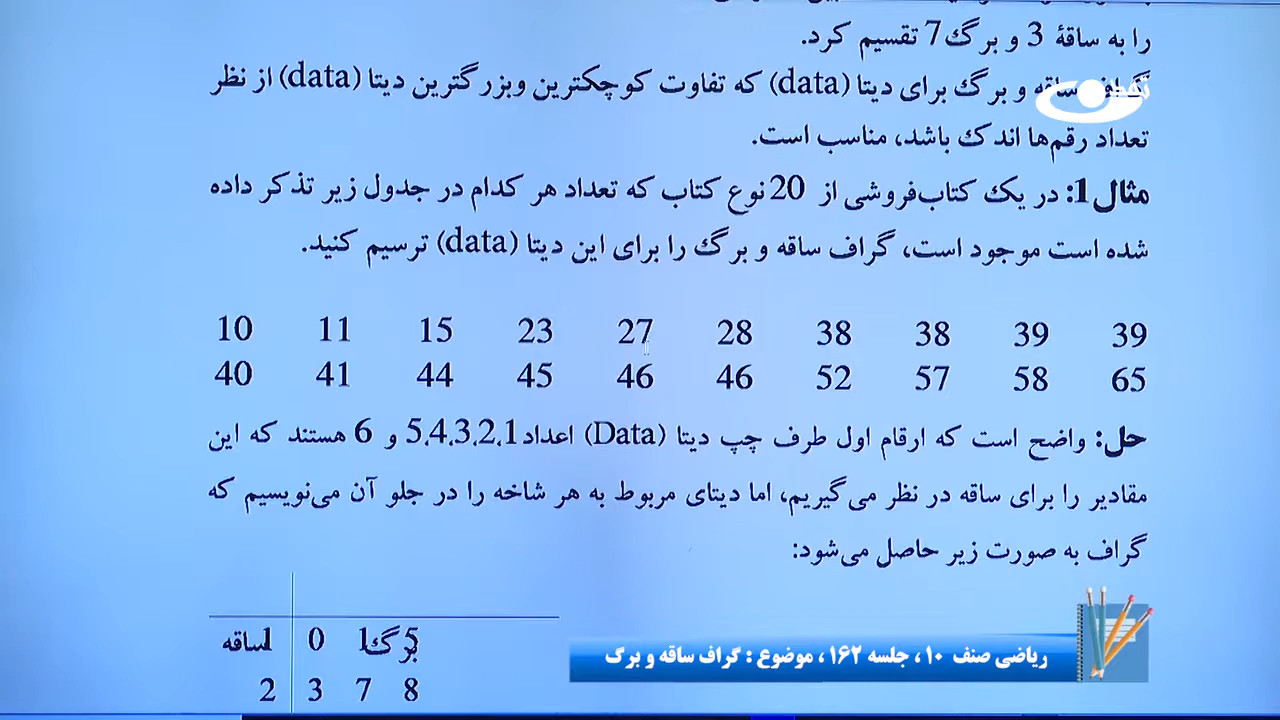 را به ساقهٔ 3 و برگ 7 تقسیم کرد.
گراف ساقه و برگ برای دیتا (data) که تفاوت کوچکترین وبزرگترین دیتا (data) از نظر
تعداد رقم‌ها اندک باشد، مناسب است.
مثال 1: در یک کتاب‌فروشی از 20 نوع کتاب که تعداد هر کدام در جدول زیر تذکر داده
شده است موجود است، گراف ساقه و برگ را برای این دیتا (data) ترسیم کنید.
10 11 15 23 27 28 38 38 39 39
40 41 44 45 46 46 52 57 58 65
حل: واضح است که ارقام اول طرف چپ دیتا (Data) اعداد 1،2،3،4،5 و 6 هستند که این
مقادیر را برای ساقه در نظر می‌گیریم، اما دیتای مربوط به هر شاخه را در جلو آن می‌نویسیم که
گراف به صورت زیر حاصل می‌شود:
ساقه برگ
1 0 1 5
2 3 7 8
ریاضی صنف ۱۰ ، جلسه ۱۶۲ ، موضوع : گراف ساقه و برگ